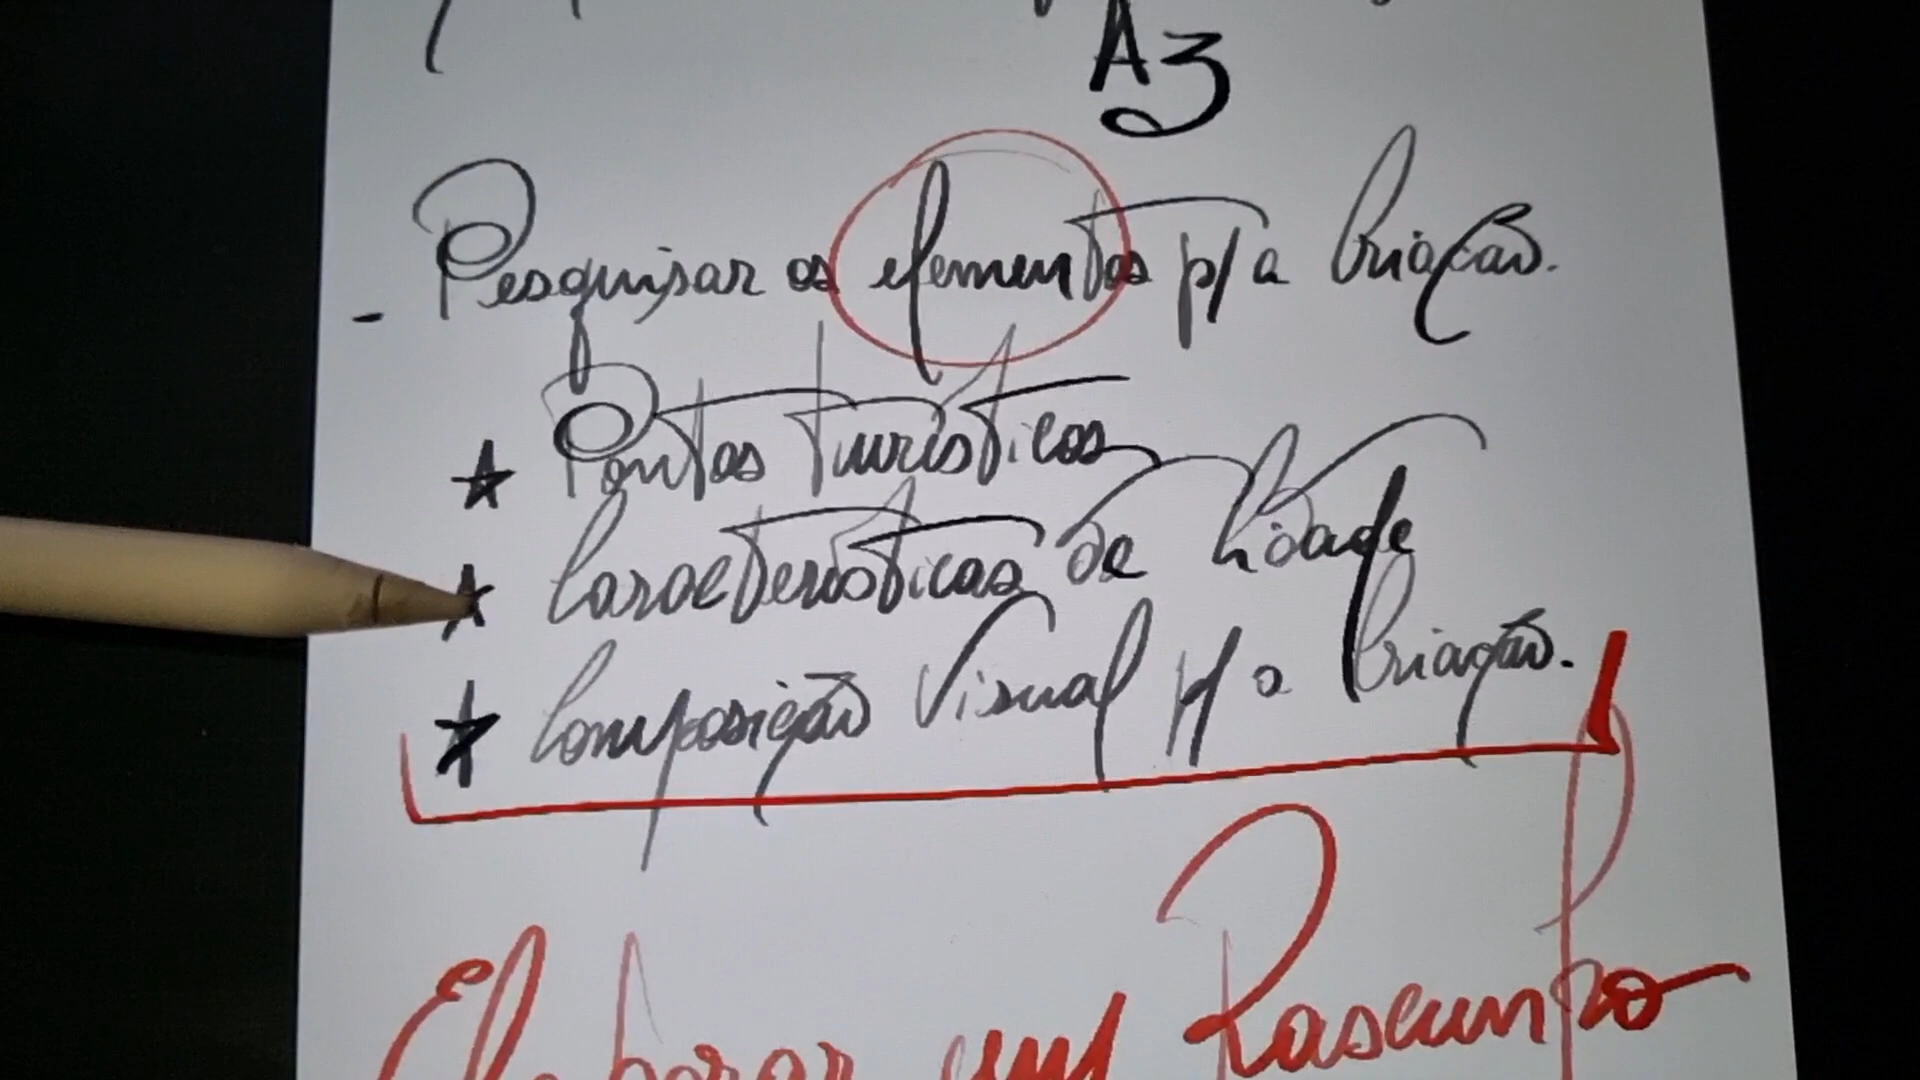 A3
- Pesquisar os elementos p/ a Criação.
★ Pontos Turísticos
★ Características da Cidade
★ Composição Visual p/ a Criação.
Elaborar um Rascunho